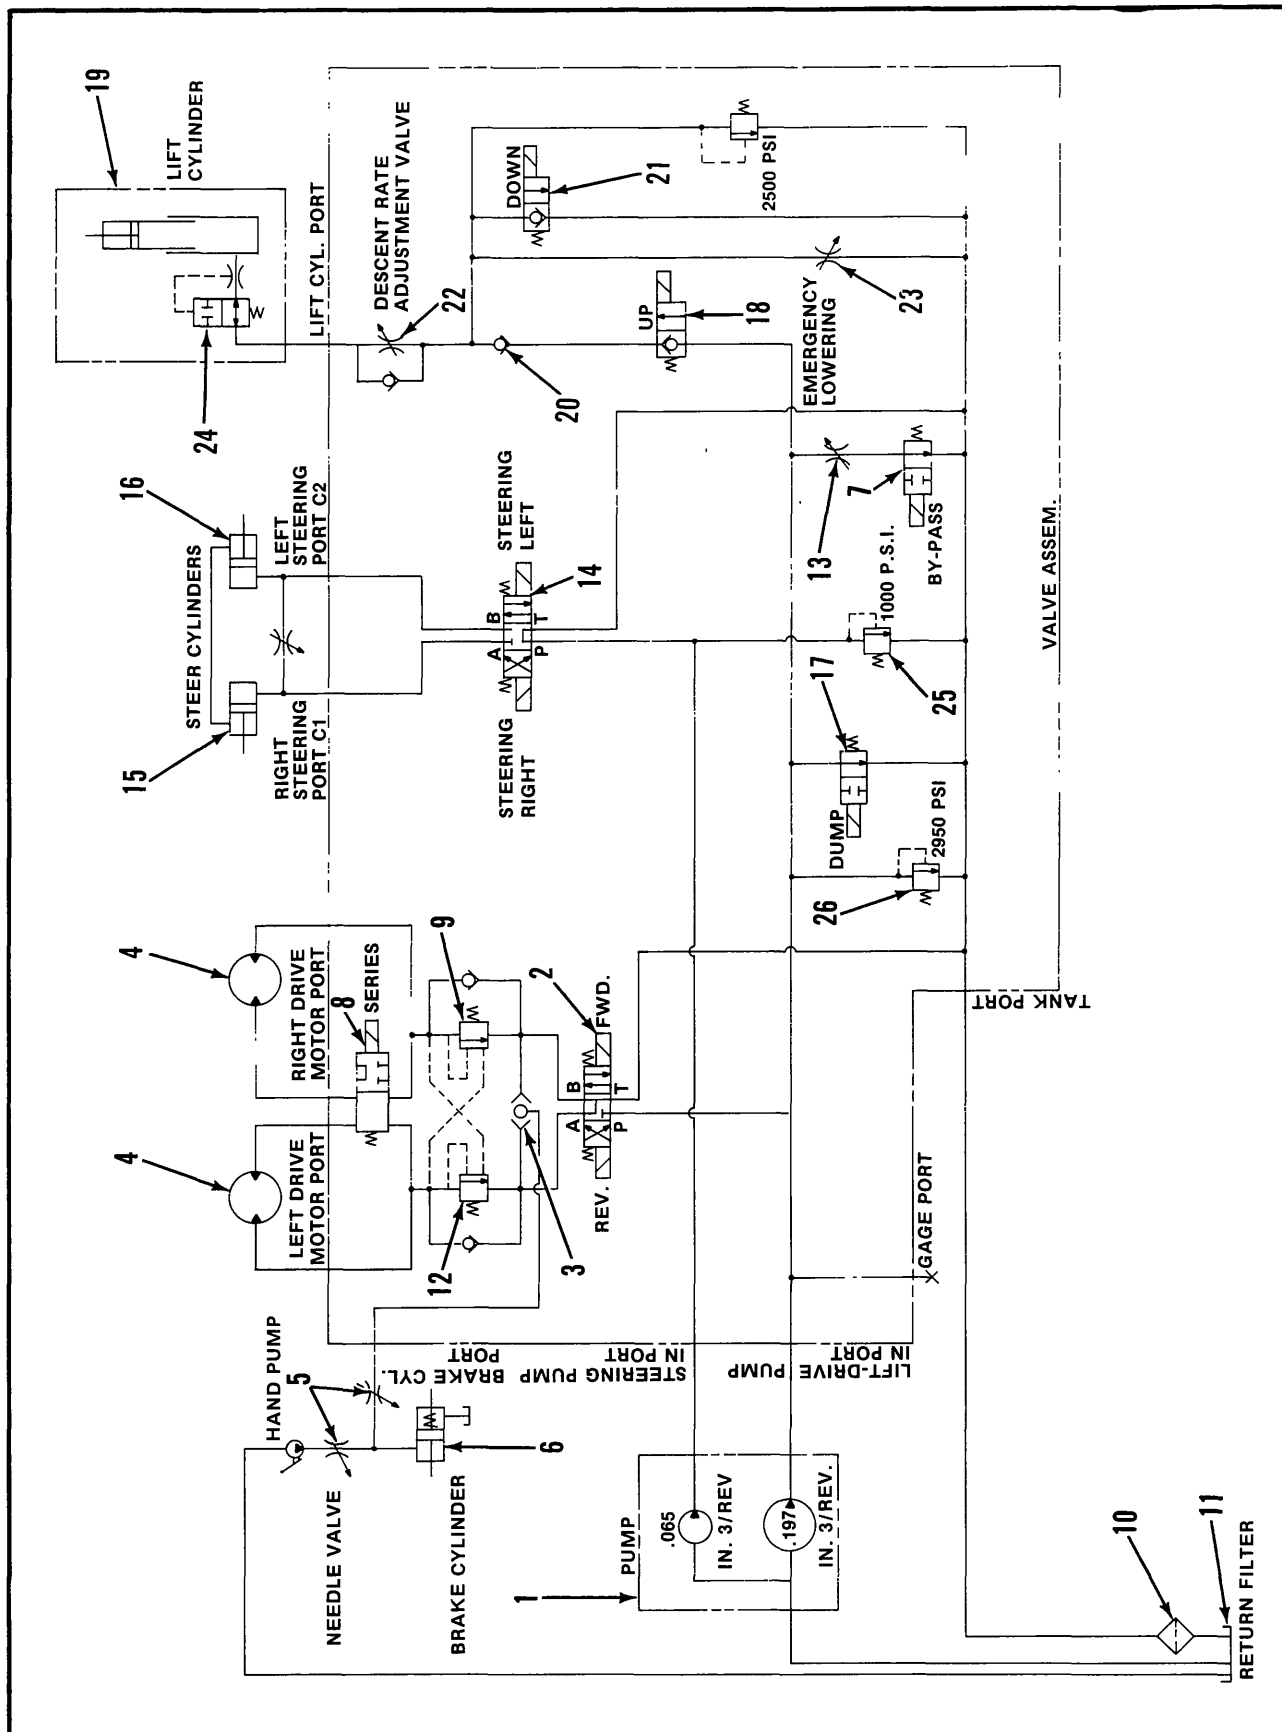 19
LIFT
CYLINDER
24
LIFT CYL. PORT
DESCENT RATE
ADJUSTMENT VALVE
22
20
DOWN
21
2500 PSI
UP
18
EMERGENCY
LOWERING
23
16
STEER CYLINDERS
15
LEFT
STEERING
PORT C2
RIGHT
STEERING
PORT C1
STEERING
LEFT
14
A B
P T
STEERING
RIGHT
13
7
BY-PASS
1000 P.S.I.
25
17
DUMP
2950 PSI
26
VALVE ASSEM.
4
RIGHT DRIVE
MOTOR PORT
8
SERIES
9
2
FWD.
A B
P T
REV.
4
LEFT DRIVE
MOTOR PORT
12
3
TANK PORT
GAGE PORT
HAND PUMP
5
NEEDLE VALVE
6
BRAKE CYLINDER
BRAKE CYL.
PORT
STEERING PUMP
IN PORT
LIFT-DRIVE PUMP
IN PORT
1
PUMP
.065
IN. 3/REV
.197
IN. 3/REV.
10
11
RETURN FILTER